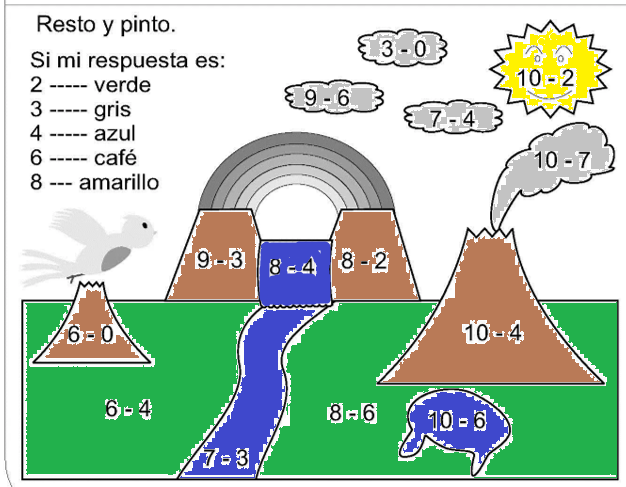 Resto y pinto.
Si mi respuesta es:
2 ----- verde
3 ----- gris
4 ----- azul
6 ----- café
8 --- amarillo
3 - 0
10 - 2
9 - 6
7 - 4
10 - 7
9 - 3
8 - 4
8 - 2
6 - 0
10 - 4
6 - 4
8 - 6
10 - 6
7 - 3